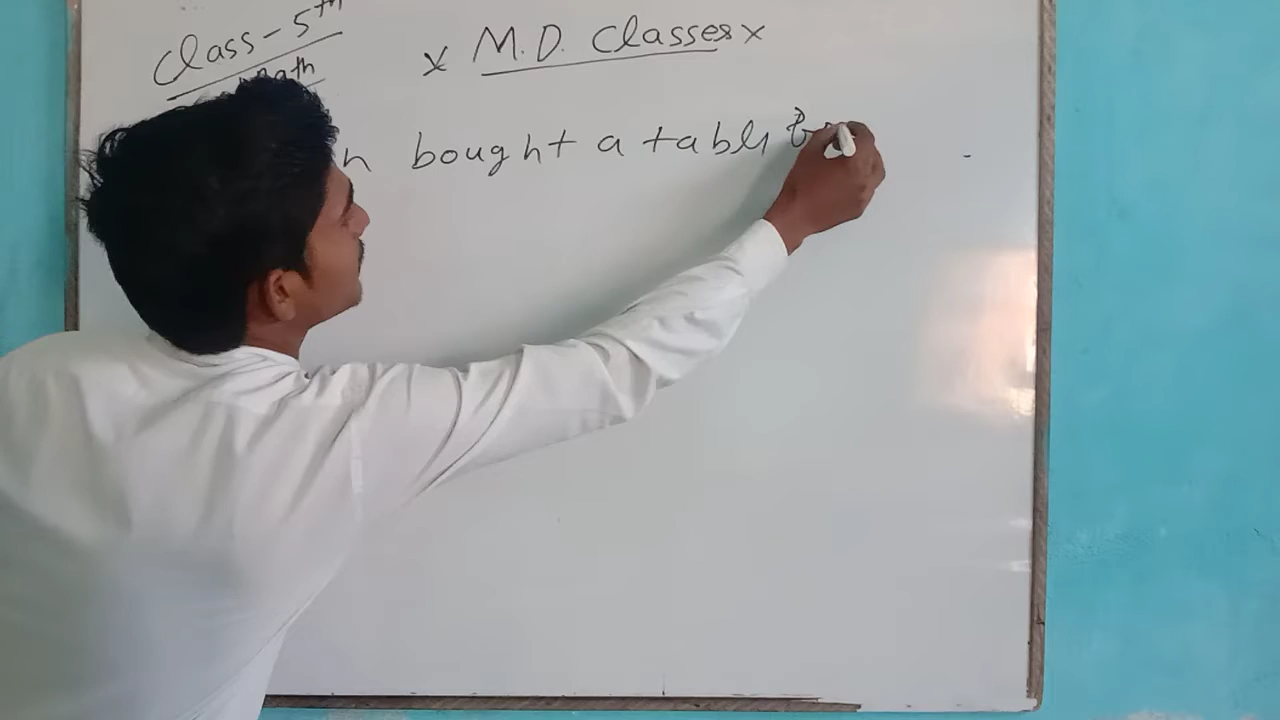 Class-5th
x M.D. Classes x
bought a table